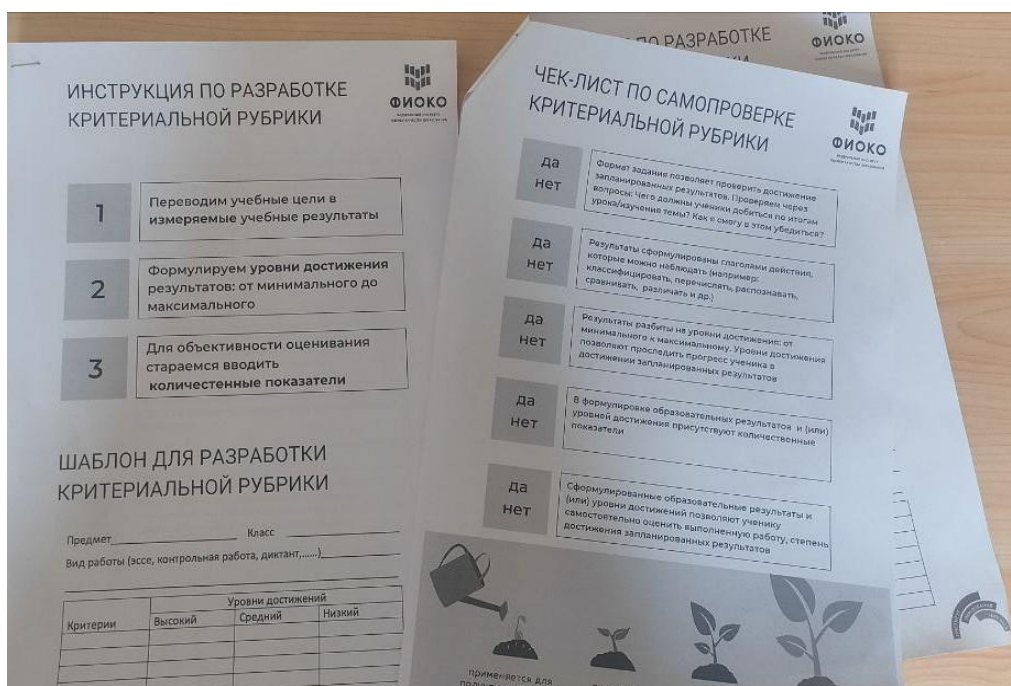 ИНСТРУКЦИЯ ПО РАЗРАБОТКЕ
КРИТЕРИАЛЬНОЙ РУБРИКИ
ФИОКО
1
Переводим учебные цели в
измеряемые учебные результаты
2
Формулируем уровни достижения
результатов: от минимального до
максимального
3
Для объективности оценивания
стараемся вводить
количестенные показатели
ШАБЛОН ДЛЯ РАЗРАБОТКИ
КРИТЕРИАЛЬНОЙ РУБРИКИ
Предмет____________ Класс ____________
Вид работы (эссе, контрольная работа, диктант,......)____________
Критерии
Уровни достижений
Высокий Средний Низкий
ПО РАЗРАБОТКЕ
ФИОКО
ЧЕК-ЛИСТ ПО САМОПРОВЕРКЕ
КРИТЕРИАЛЬНОЙ РУБРИКИ
ФИОКО
да
нет
Формат задания позволяет проверить достижение
запланированных результатов. Проверяем через
вопросы: Чего должны ученики добиться по итогам
урока/изучения темы? Как я смогу в этом убедиться?
да
нет
Результаты сформулированы глаголами действия,
которые можно наблюдать (например:
классифицировать, перечислять, распознавать,
сравнивать, различать и др.)
да
нет
Результаты разбиты на уровни достижения: от
минимального к максимальному. Уровни достижения
позволяют проследить прогресс ученика в
достижении запланированных результатов
да
нет
В формулировке образовательных результатов и (или)
уровней достижения присутствуют количественные
показатели
да
нет
Сформулированные образовательные результаты и
(или) уровни достижений позволяют ученику
самостоятельно оценить выполненную работу, степень
достижения запланированных результатов
применяется для